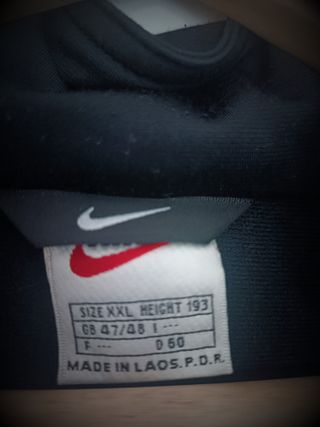 SIZE XXL HEIGHT 193
GB 47/48 I ---
F --- D 60
MADE IN LAOS. P.D.R.